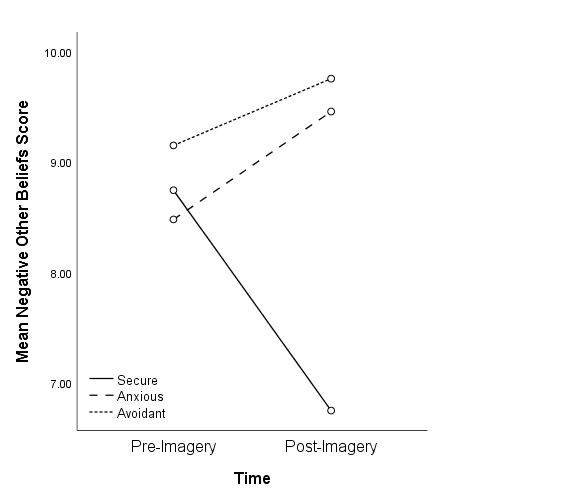 Mean Negative Other Beliefs Score
10.00
9.00
8.00
7.00
Secure
Anxious
Avoidant
Pre-Imagery
Post-Imagery
Time